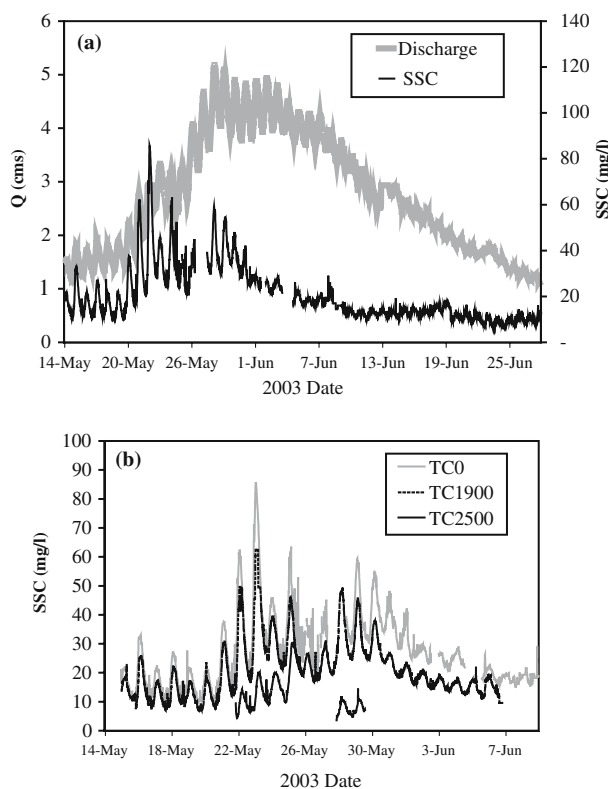 (a)
Discharge
SSC
6
5
4
3
2
1
0
Q (cms)
140
120
100
80
60
40
20
-
SSC (mg/l)
14-May 20-May 26-May 1-Jun 7-Jun 13-Jun 19-Jun 25-Jun
2003 Date
(b)
TC0
TC1900
TC2500
100
90
80
70
60
50
40
30
20
10
0
SSC (mg/l)
14-May 18-May 22-May 26-May 30-May 3-Jun 7-Jun
2003 Date